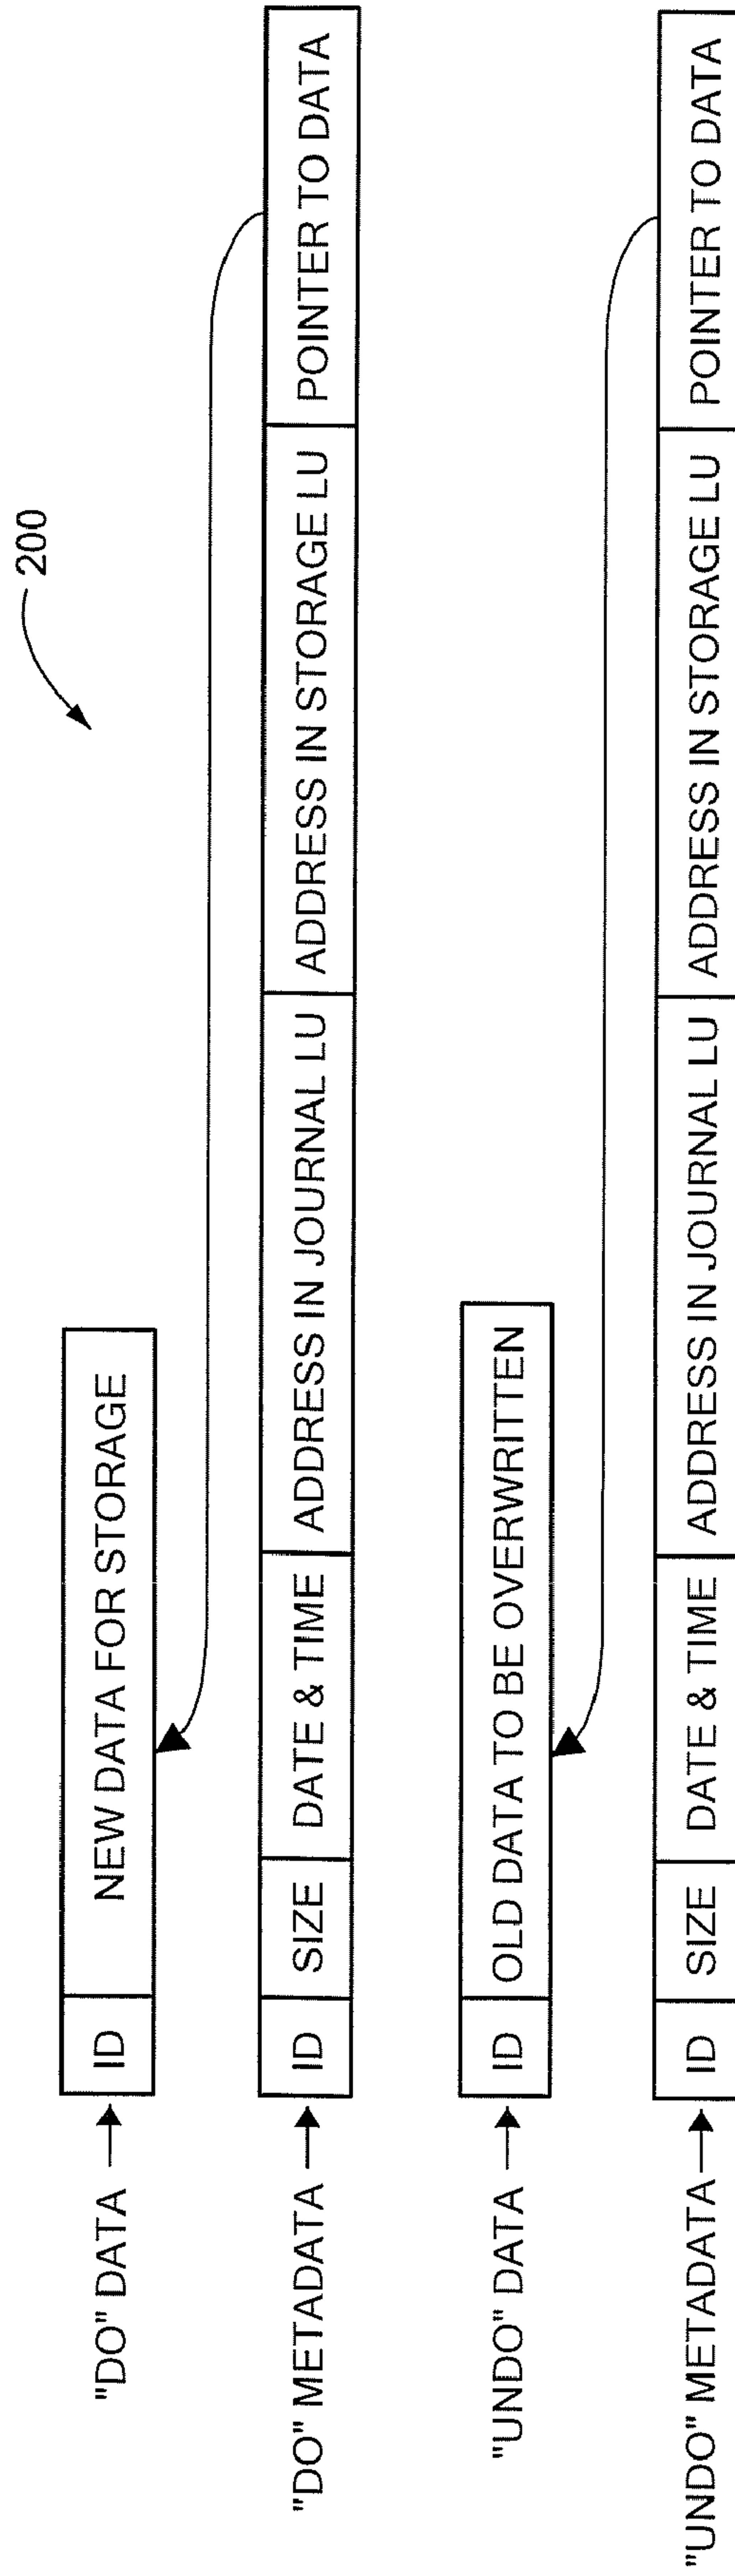 200
"DO" DATA ID NEW DATA FOR STORAGE
"DO" METADATA ID SIZE DATE & TIME ADDRESS IN JOURNAL LU ADDRESS IN STORAGE LU POINTER TO DATA
"UNDO" DATA ID OLD DATA TO BE OVERWRITTEN
"UNDO" METADATA ID SIZE DATE & TIME ADDRESS IN JOURNAL LU ADDRESS IN STORAGE LU POINTER TO DATA